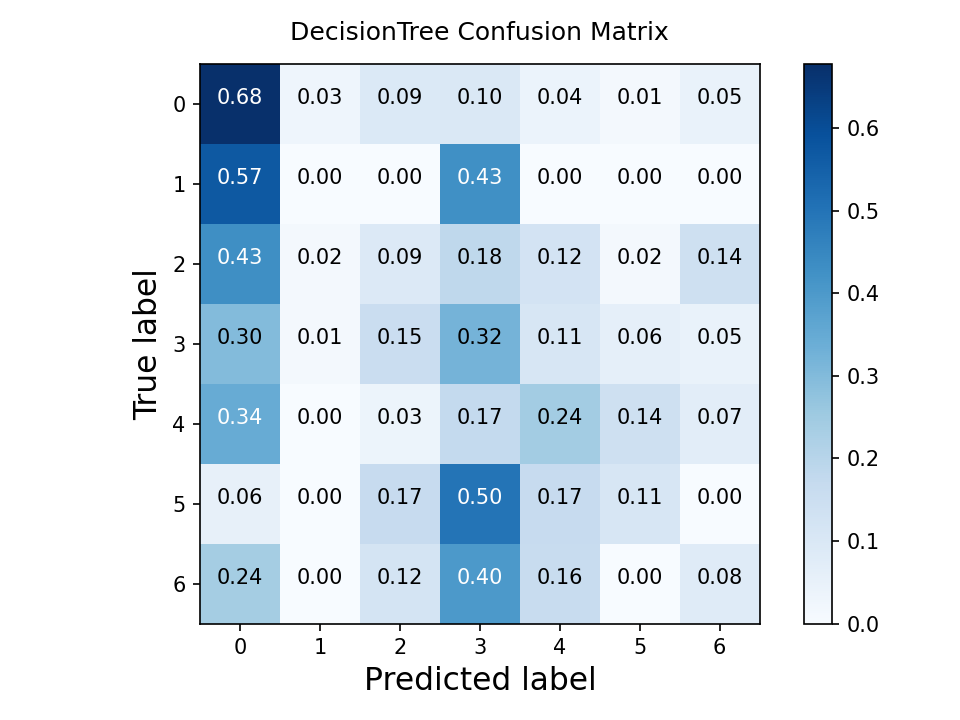 DecisionTree Confusion Matrix
0 0.68 0.03 0.09 0.10 0.04 0.01 0.05
1 0.57 0.00 0.00 0.43 0.00 0.00 0.00
2 0.43 0.02 0.09 0.18 0.12 0.02 0.14
3 0.30 0.01 0.15 0.32 0.11 0.06 0.05
4 0.34 0.00 0.03 0.17 0.24 0.14 0.07
5 0.06 0.00 0.17 0.50 0.17 0.11 0.00
6 0.24 0.00 0.12 0.40 0.16 0.00 0.08
0 1 2 3 4 5 6
True label
Predicted label
0.6
0.5
0.4
0.3
0.2
0.1
0.0